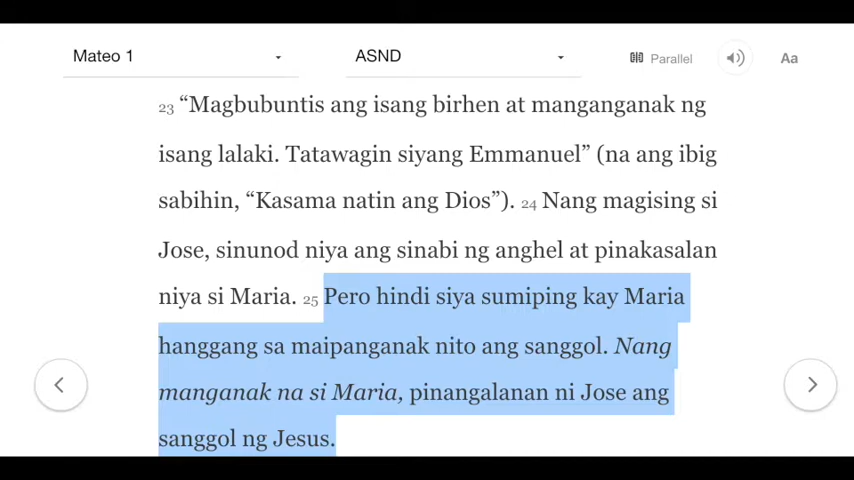 Mateo 1 ASND Parallel Aa
23 “Magbubuntis ang isang birhen at manganganak ng
isang lalaki. Tatawagin siyang Emmanuel” (na ang ibig
sabihin, “Kasama natin ang Dios”). 24 Nang magising si
Jose, sinunod niya ang sinabi ng anghel at pinakasalan
niya si Maria. 25 Pero hindi siya sumiping kay Maria
hanggang sa maipanganak nito ang sanggol. Nang
manganak na si Maria, pinangalanan ni Jose ang
sanggol ng Jesus.